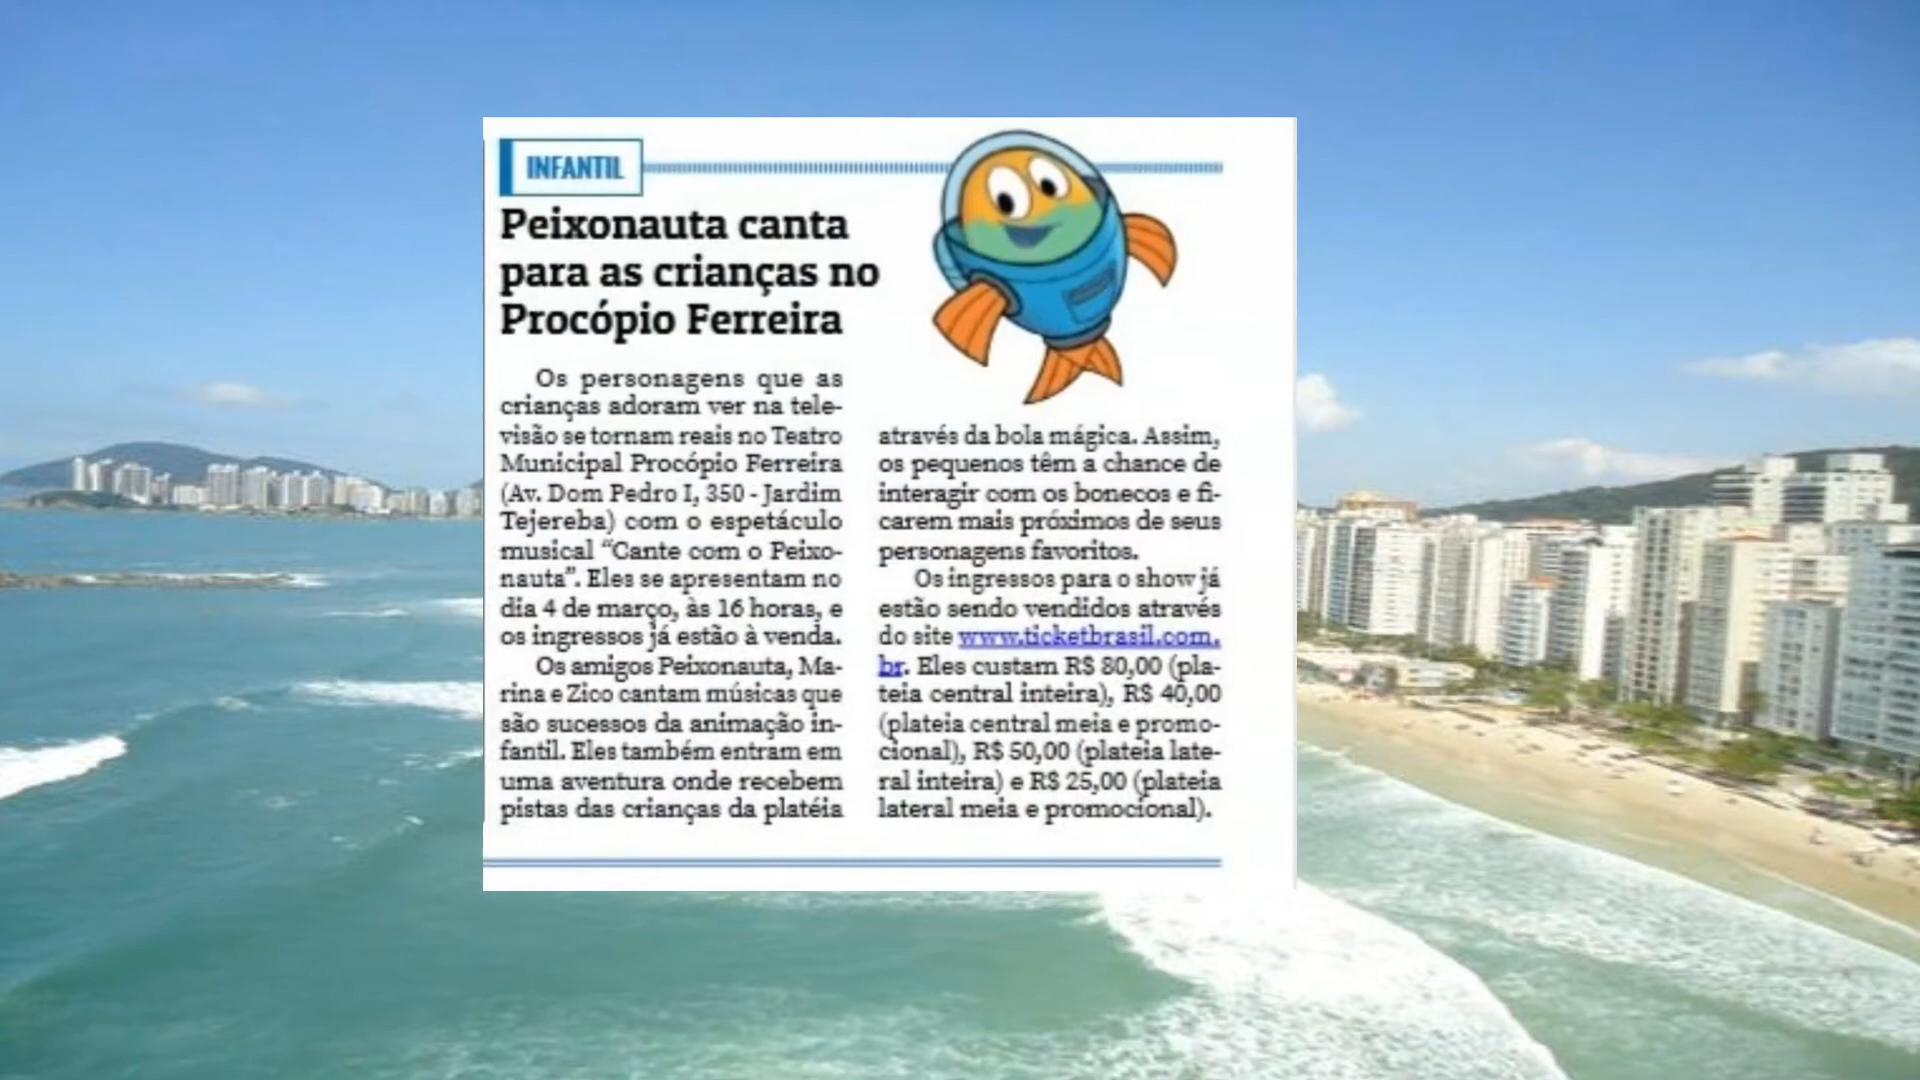 INFANTIL
Peixonauta canta
para as crianças no
Procópio Ferreira
Os personagens que as
crianças adoram ver na tele-
visão se tornam reais no Teatro
Municipal Procópio Ferreira
(Av. Dom Pedro I, 350 - Jardim
Tejereba) com o espetáculo
musical “Cante com o Peixo-
nauta”. Eles se apresentam no
dia 4 de março, às 16 horas, e
os ingressos já estão à venda.
Os amigos Peixonauta, Ma-
rina e Zico cantam músicas que
são sucessos da animação in-
fantil. Eles também entram em
uma aventura onde recebem
pistas das crianças da platéia
através da bola mágica. Assim,
os pequenos têm a chance de
interagir com os bonecos e fi-
carem mais próximos de seus
personagens favoritos.
Os ingressos para o show já
estão sendo vendidos através
do site www.ticketbrasil.com.
br. Eles custam R$ 80,00 (pla-
teia central inteira), R$ 40,00
(plateia central meia e promo-
cional), R$ 50,00 (plateia late-
ral inteira) e R$ 25,00 (plateia
lateral meia e promocional).